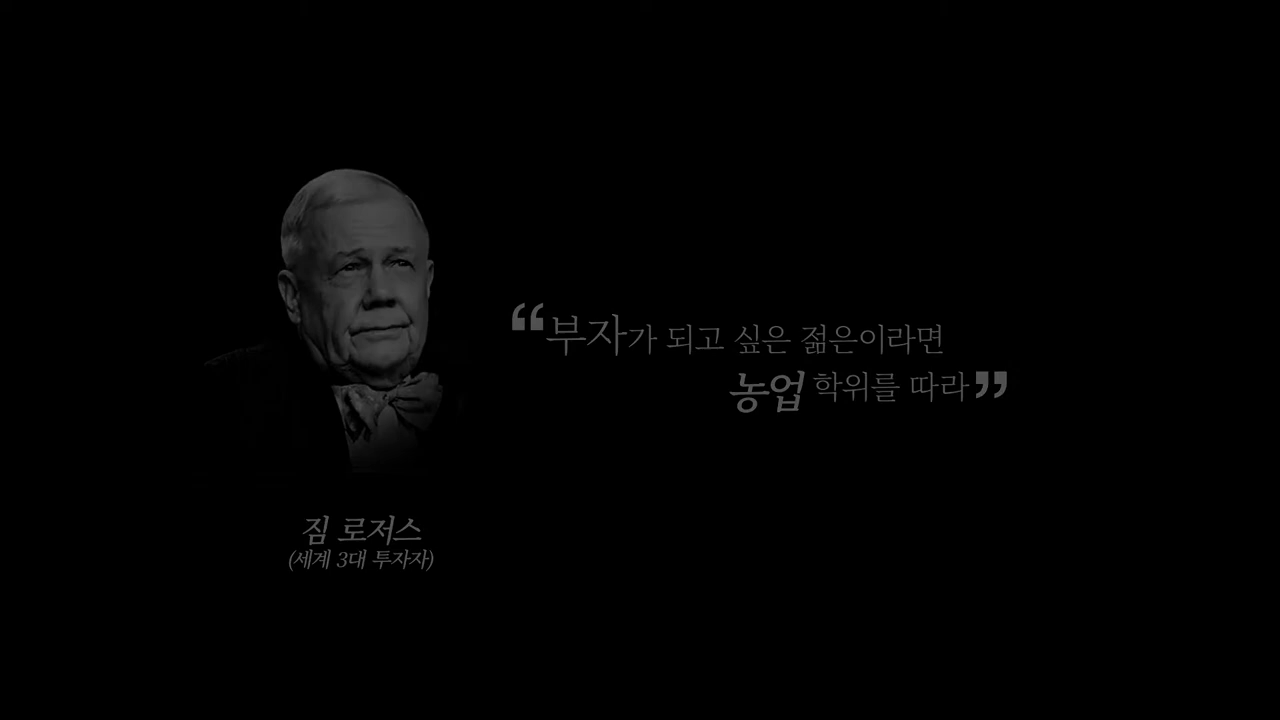 “부자가 되고 싶은 젊은이라면
농업 학위를 따라”
짐 로저스
(세계 3대 투자자)